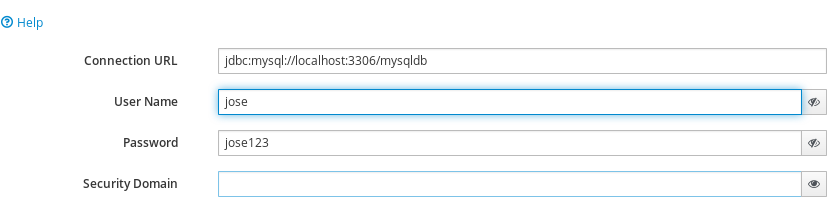 Help
Connection URL jdbc:mysql://localhost:3306/mysqldb
User Name jose
Password jose123
Security Domain